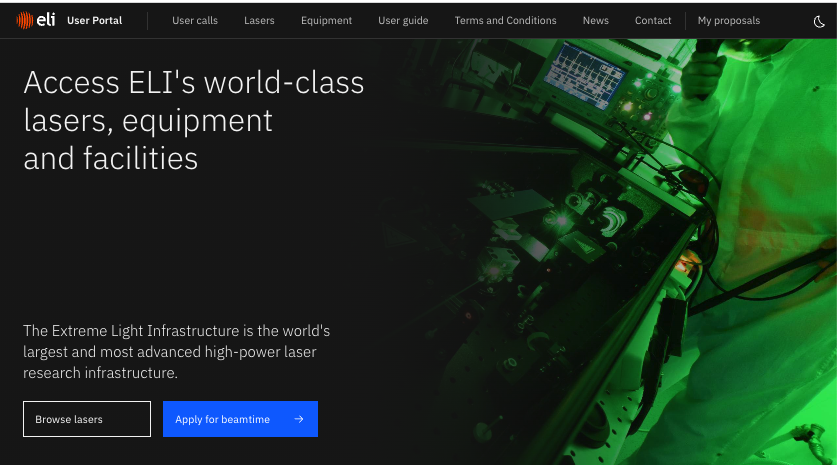 eli User Portal
User calls
Lasers
Equipment
User guide
Terms and Conditions
News
Contact
My proposals
Access ELI's world-class
lasers, equipment
and facilities
The Extreme Light Infrastructure is the world's
largest and most advanced high-power laser
research infrastructure.
Browse lasers
Apply for beamtime